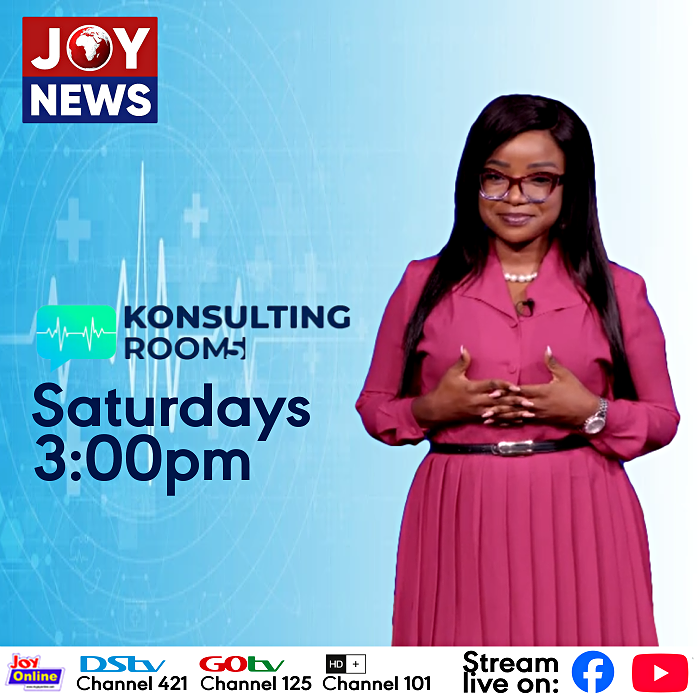 JOY
NEWS
KONSULTING
ROOM5
Saturdays
3:00pm
JOY
Online
DStv
Channel 421
GOtv
Channel 125
HD+
Channel 101
Stream
live on: